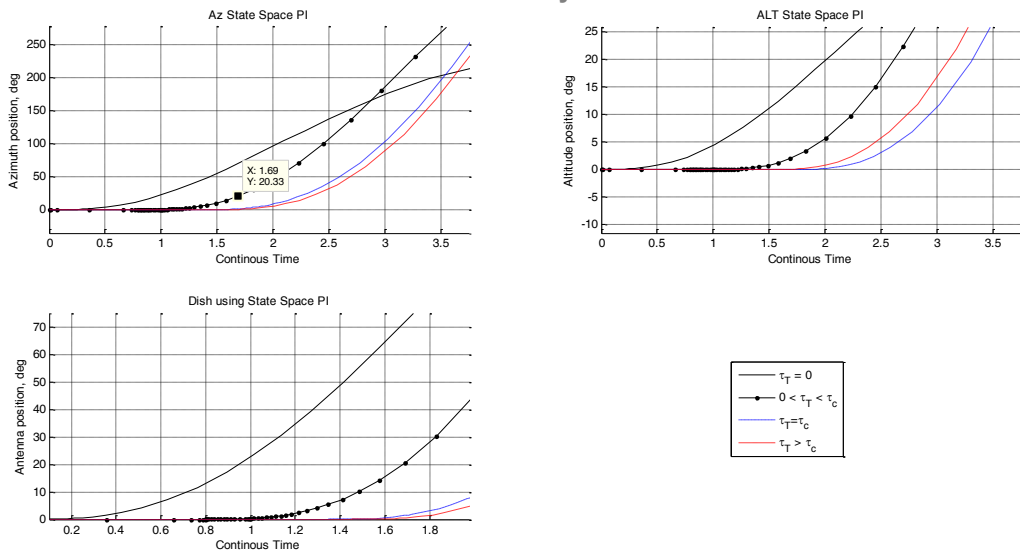 Az State Space PI
250
200
150
100
50
0
Azimuth position, deg
X: 1.69
Y: 20.33
0 0.5 1 1.5 2 2.5 3 3.5
Continous Time
ALT State Space PI
25
20
15
10
5
0
-5
-10
Altitude position, deg
0 0.5 1 1.5 2 2.5 3 3.5
Continous Time
Dish using State Space PI
70
60
50
40
30
20
10
0
Antenna position, deg
0.2 0.4 0.6 0.8 1 1.2 1.4 1.6 1.8
Continous Time
τT = 0
0 < τT < τc
τT=τc
τT > τc